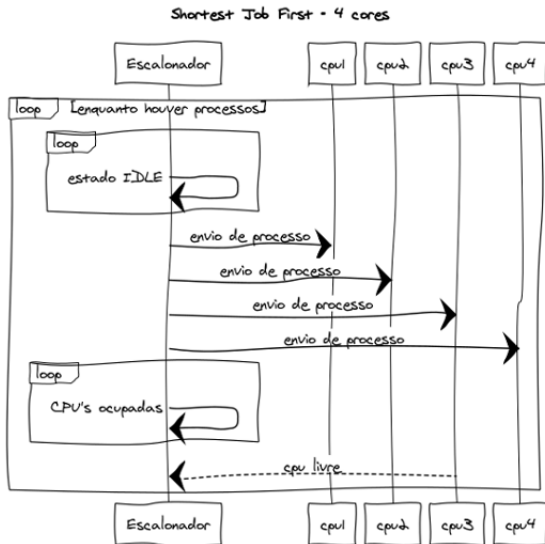 Shortest Job First - 4 cores
Escalonador cpu1 cpu2 cpu3 cpu4
loop [enquanto houver processos]
loop
estado IDLE
envio de processo
envio de processo
envio de processo
envio de processo
loop
CPU's ocupadas
cpu livre
Escalonador cpu1 cpu2 cpu3 cpu4